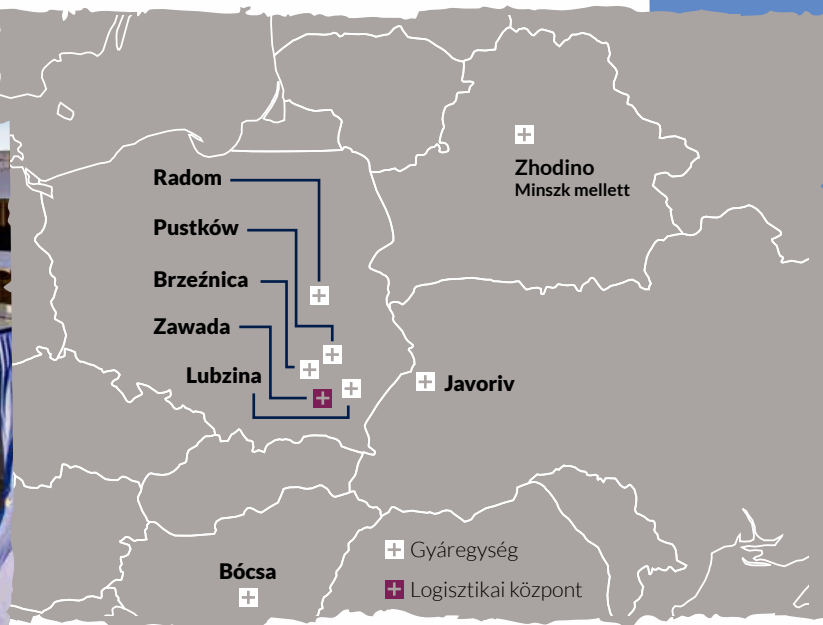 Radom
Pustków
Brzeźnica
Zawada
Lubzina
Zhodino
Minszk mellett
Javoriv
Bócsa
Gyáregység
Logisztikai központ